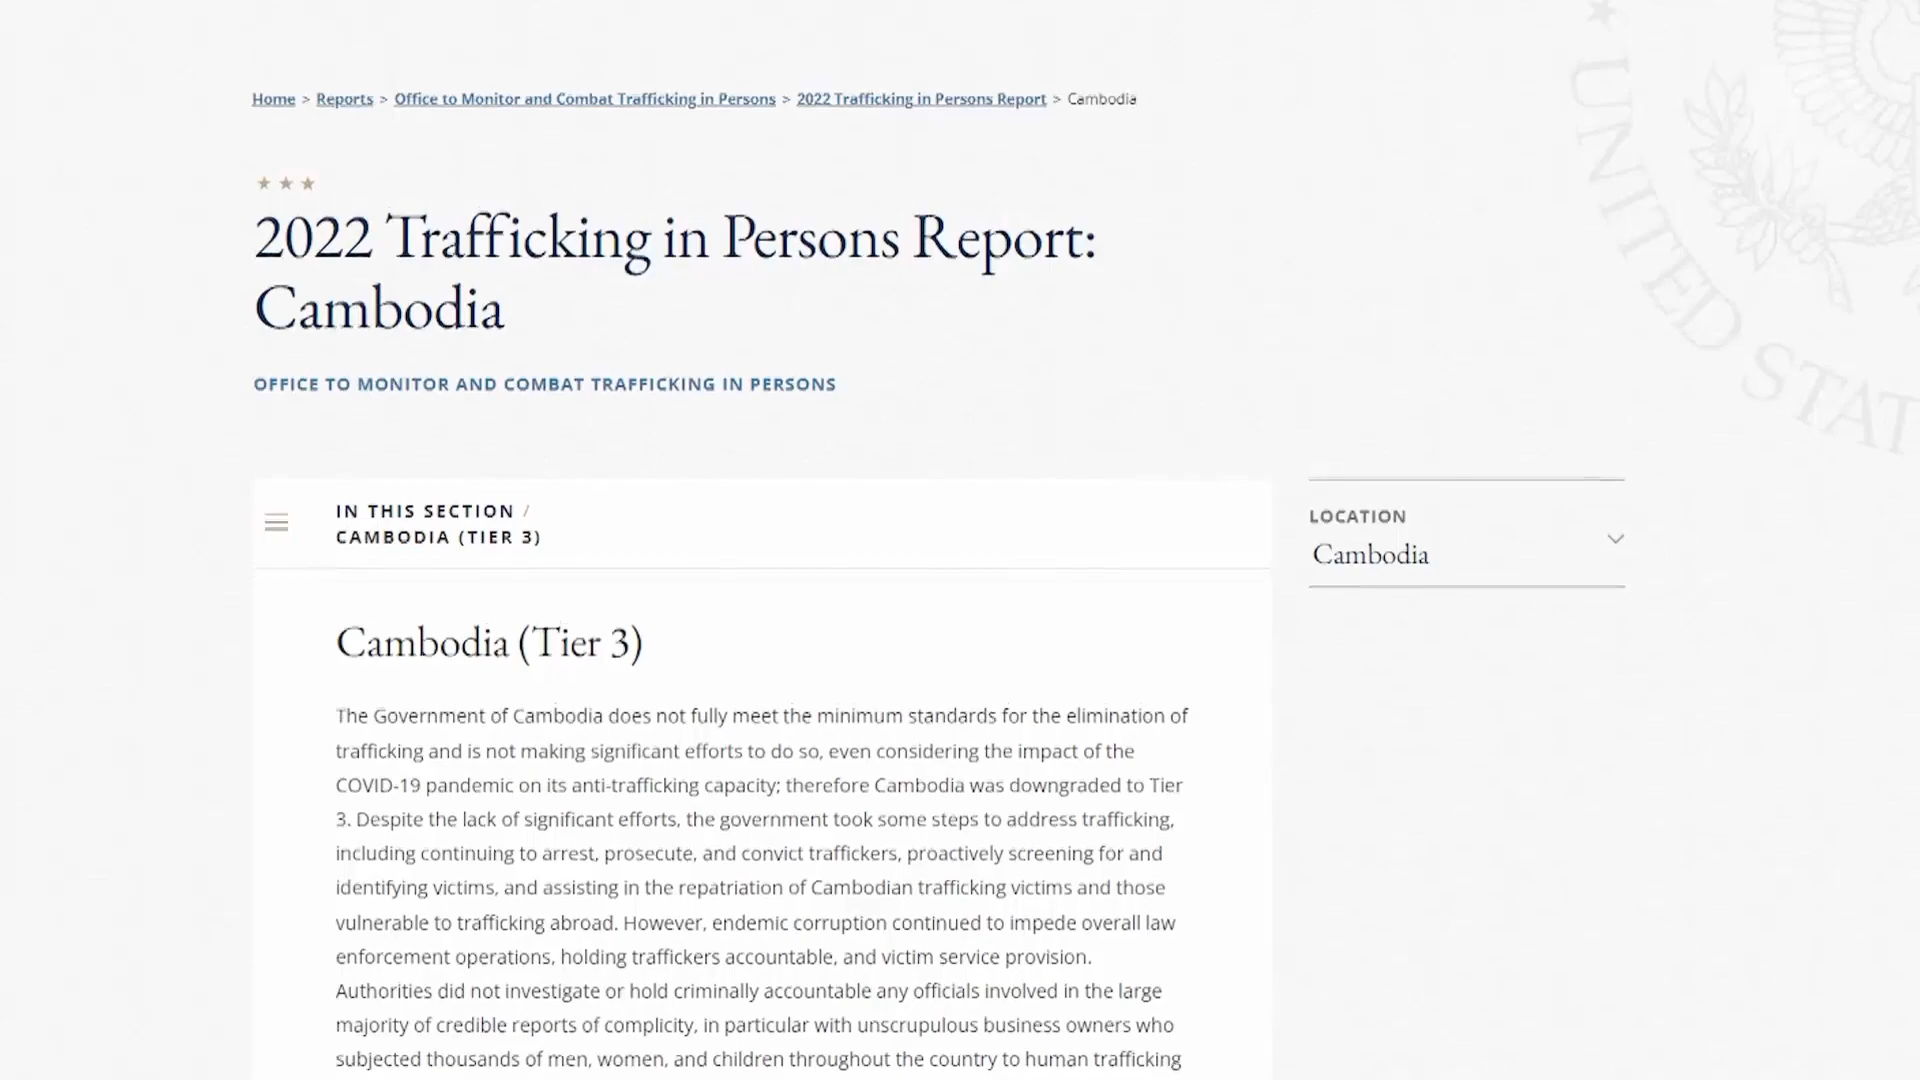 Home > Reports > Office to Monitor and Combat Trafficking in Persons > 2022 Trafficking in Persons Report > Cambodia
2022 Trafficking in Persons Report:
Cambodia
OFFICE TO MONITOR AND COMBAT TRAFFICKING IN PERSONS
IN THIS SECTION /
CAMBODIA (TIER 3)
LOCATION
Cambodia
Cambodia (Tier 3)
The Government of Cambodia does not fully meet the minimum standards for the elimination of
trafficking and is not making significant efforts to do so, even considering the impact of the
COVID-19 pandemic on its anti-trafficking capacity; therefore Cambodia was downgraded to Tier
3. Despite the lack of significant efforts, the government took some steps to address trafficking,
including continuing to arrest, prosecute, and convict traffickers, proactively screening for and
identifying victims, and assisting in the repatriation of Cambodian trafficking victims and those
vulnerable to trafficking abroad. However, endemic corruption continued to impede overall law
enforcement operations, holding traffickers accountable, and victim service provision.
Authorities did not investigate or hold criminally accountable any officials involved in the large
majority of credible reports of complicity, in particular with unscrupulous business owners who
subjected thousands of men, women, and children throughout the country to human trafficking
UNITED STAT